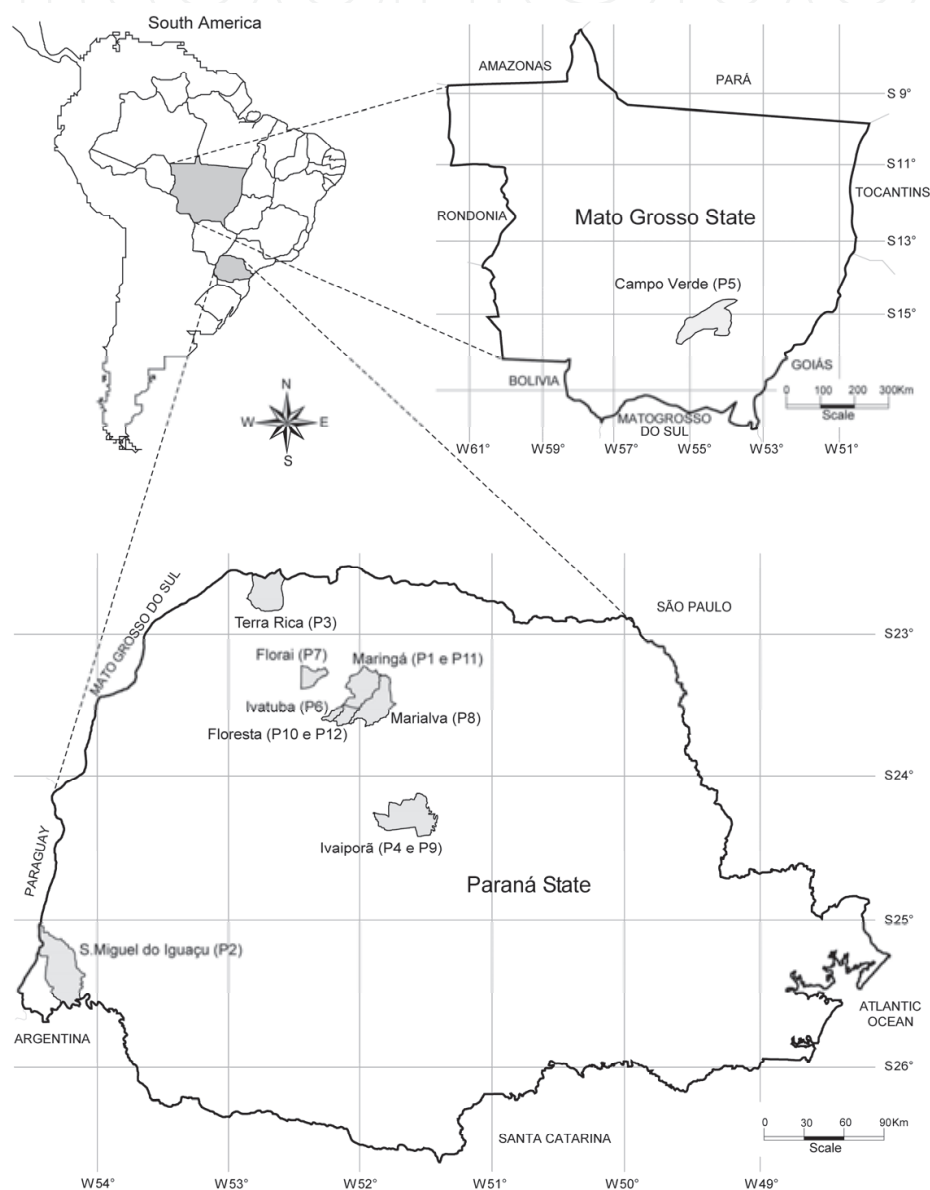 South America
AMAZONAS
PARÁ
S 9°
S11°
TOCANTINS
RONDONIA
Mato Grosso State
S13°
Campo Verde (P5)
S15°
GOIÁS
BOLIVIA
0 100 200 300Km
Scale
MATOGROSSO
DO SUL
W61° W59° W57° W55° W53° W51°
N
W E
S
MATO GROSSO DO SUL
SÃO PAULO
Terra Rica (P3)
S23°
Florai (P7)
Maringá (P1 e P11)
Ivatuba (P6)
Marialva (P8)
Floresta (P10 e P12)
S24°
Ivaiporã (P4 e P9)
PARAGUAY
Paraná State
S25°
S.Miguel do Iguaçu (P2)
ATLANTIC
OCEAN
ARGENTINA
S26°
SANTA CATARINA
0 30 60 90Km
Scale
W54° W53° W52° W51° W50° W49°